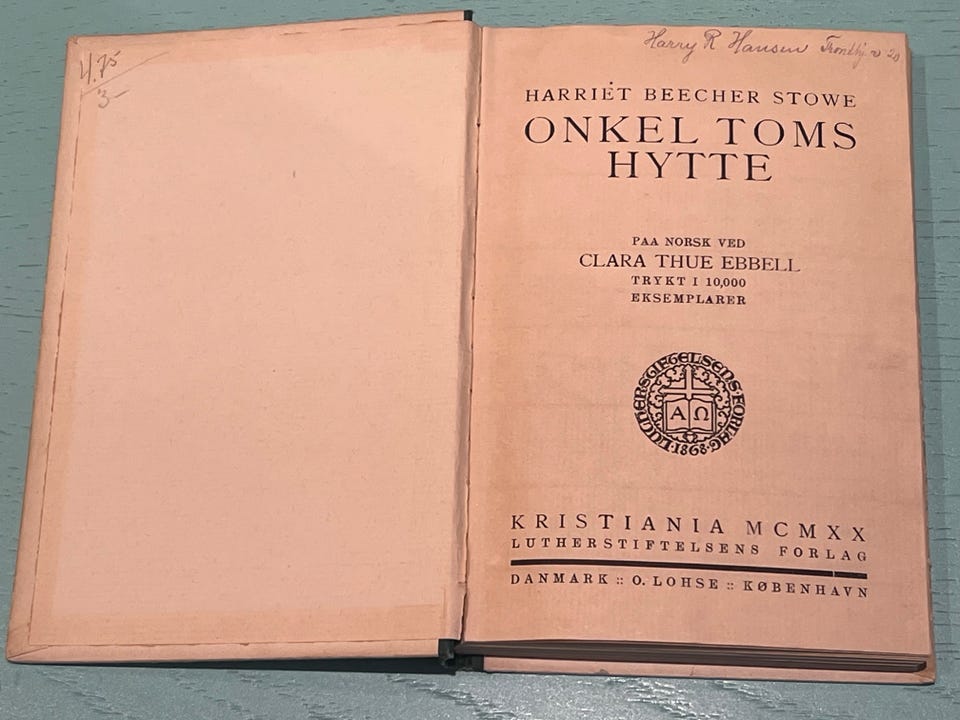 4.75
3-
Harry R Hansen
HARRIET BEECHER STOWE
ONKEL TOMS
HYTTE
PAA NORSK VED
CLARA THUE EBBELL
TRYKT I 10,000
EKSEMPLARER
LUTHERSTIFTELSENS·FORLAG·
Α Ω
·1868·
KRISTIANIA MCMXX
LUTHERSTIFTELSENS FORLAG
DANMARK :: O. LOHSE :: KØBENHAVN